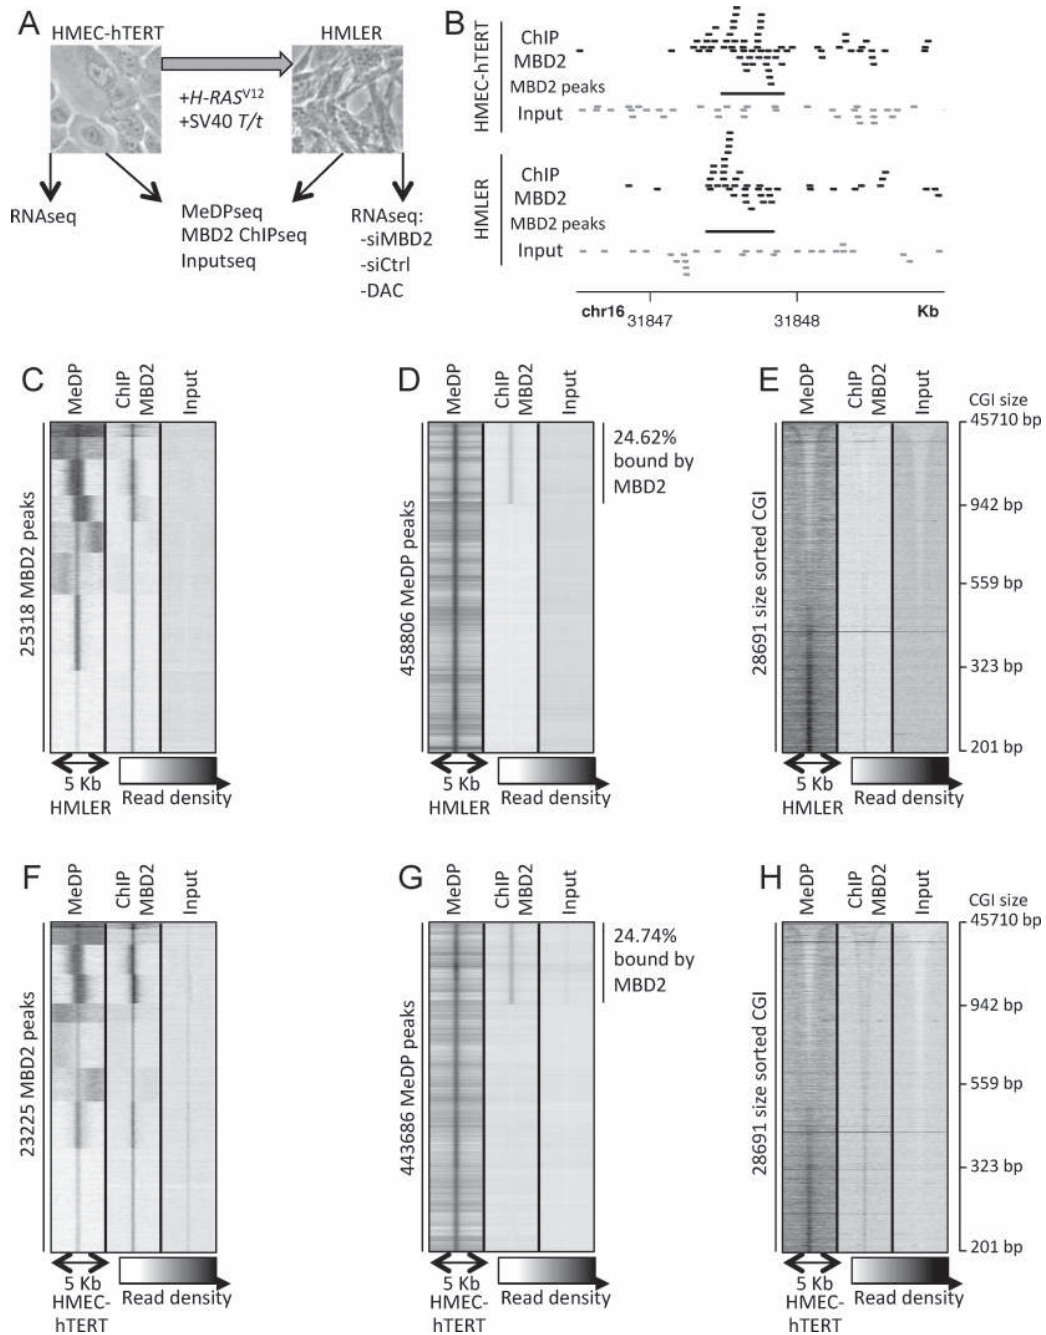 A
HMEC-hTERT
HMLER
+H-RASV12
+SV40 T/t
RNAseq
MeDPseq
MBD2 ChIPseq
Inputseq
RNAseq:
-siMBD2
-siCtrl
-DAC
B
HMEC-hTERT
ChIP
MBD2
MBD2 peaks
Input
HMLER
ChIP
MBD2
MBD2 peaks
Input
chr16
31847
31848
Kb
C
MeDP
ChIP
MBD2
Input
25318 MBD2 peaks
5 Kb
HMLER
Read density
D
MeDP
ChIP
MBD2
Input
458806 MeDP peaks
24.62%
bound by
MBD2
5 Kb
HMLER
Read density
E
MeDP
ChIP
MBD2
Input
28691 size sorted CGI
CGI size
45710 bp
942 bp
559 bp
323 bp
201 bp
5 Kb
HMLER
Read density
F
MeDP
ChIP
MBD2
Input
23225 MBD2 peaks
5 Kb
HMEC-
hTERT
Read density
G
MeDP
ChIP
MBD2
Input
443686 MeDP peaks
24.74%
bound by
MBD2
5 Kb
HMEC-
hTERT
Read density
H
MeDP
ChIP
MBD2
Input
28691 size sorted CGI
CGI size
45710 bp
942 bp
559 bp
323 bp
201 bp
5 Kb
HMEC-
hTERT
Read density